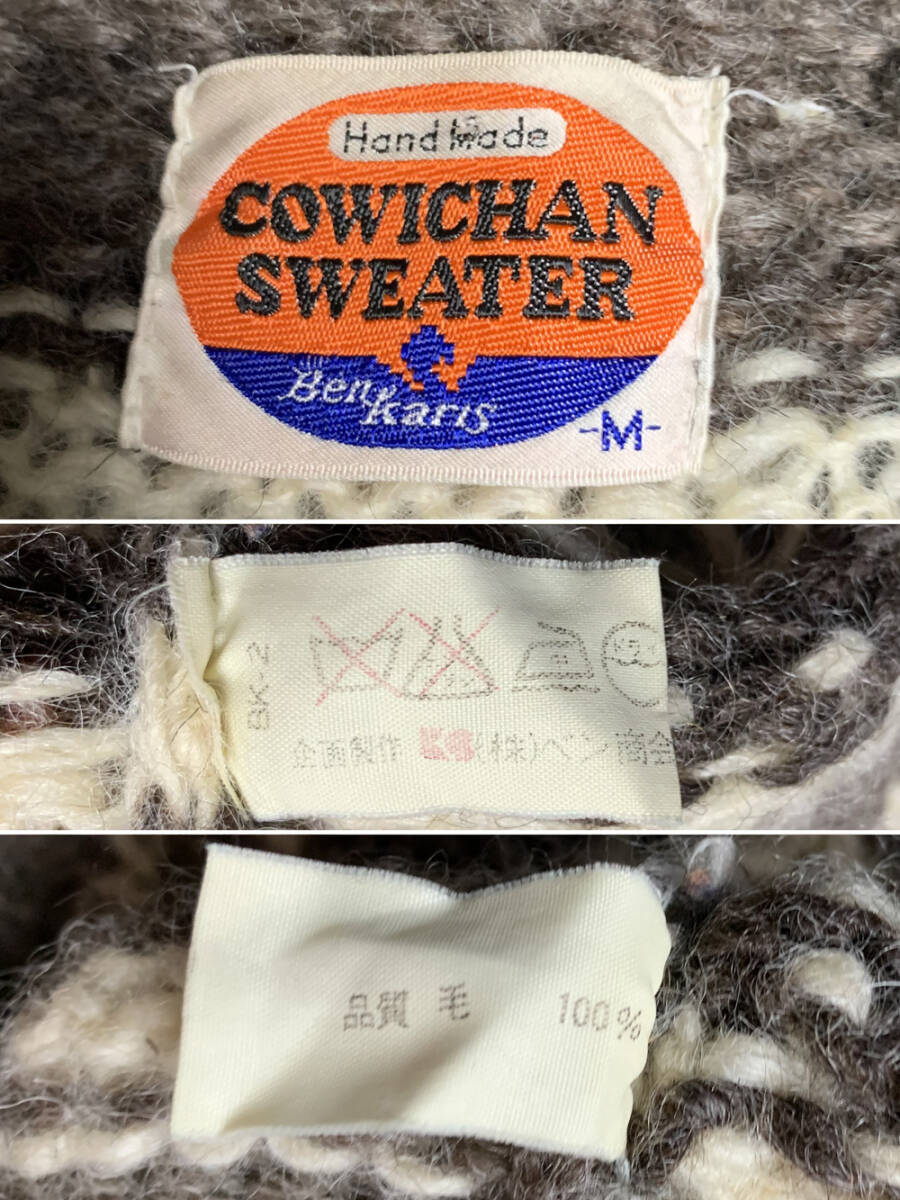 Hand Made
COWICHAN
SWEATER
Ben Karis
-M-
BK-2
企画製作 (株)ベン商会
品質 毛 100%